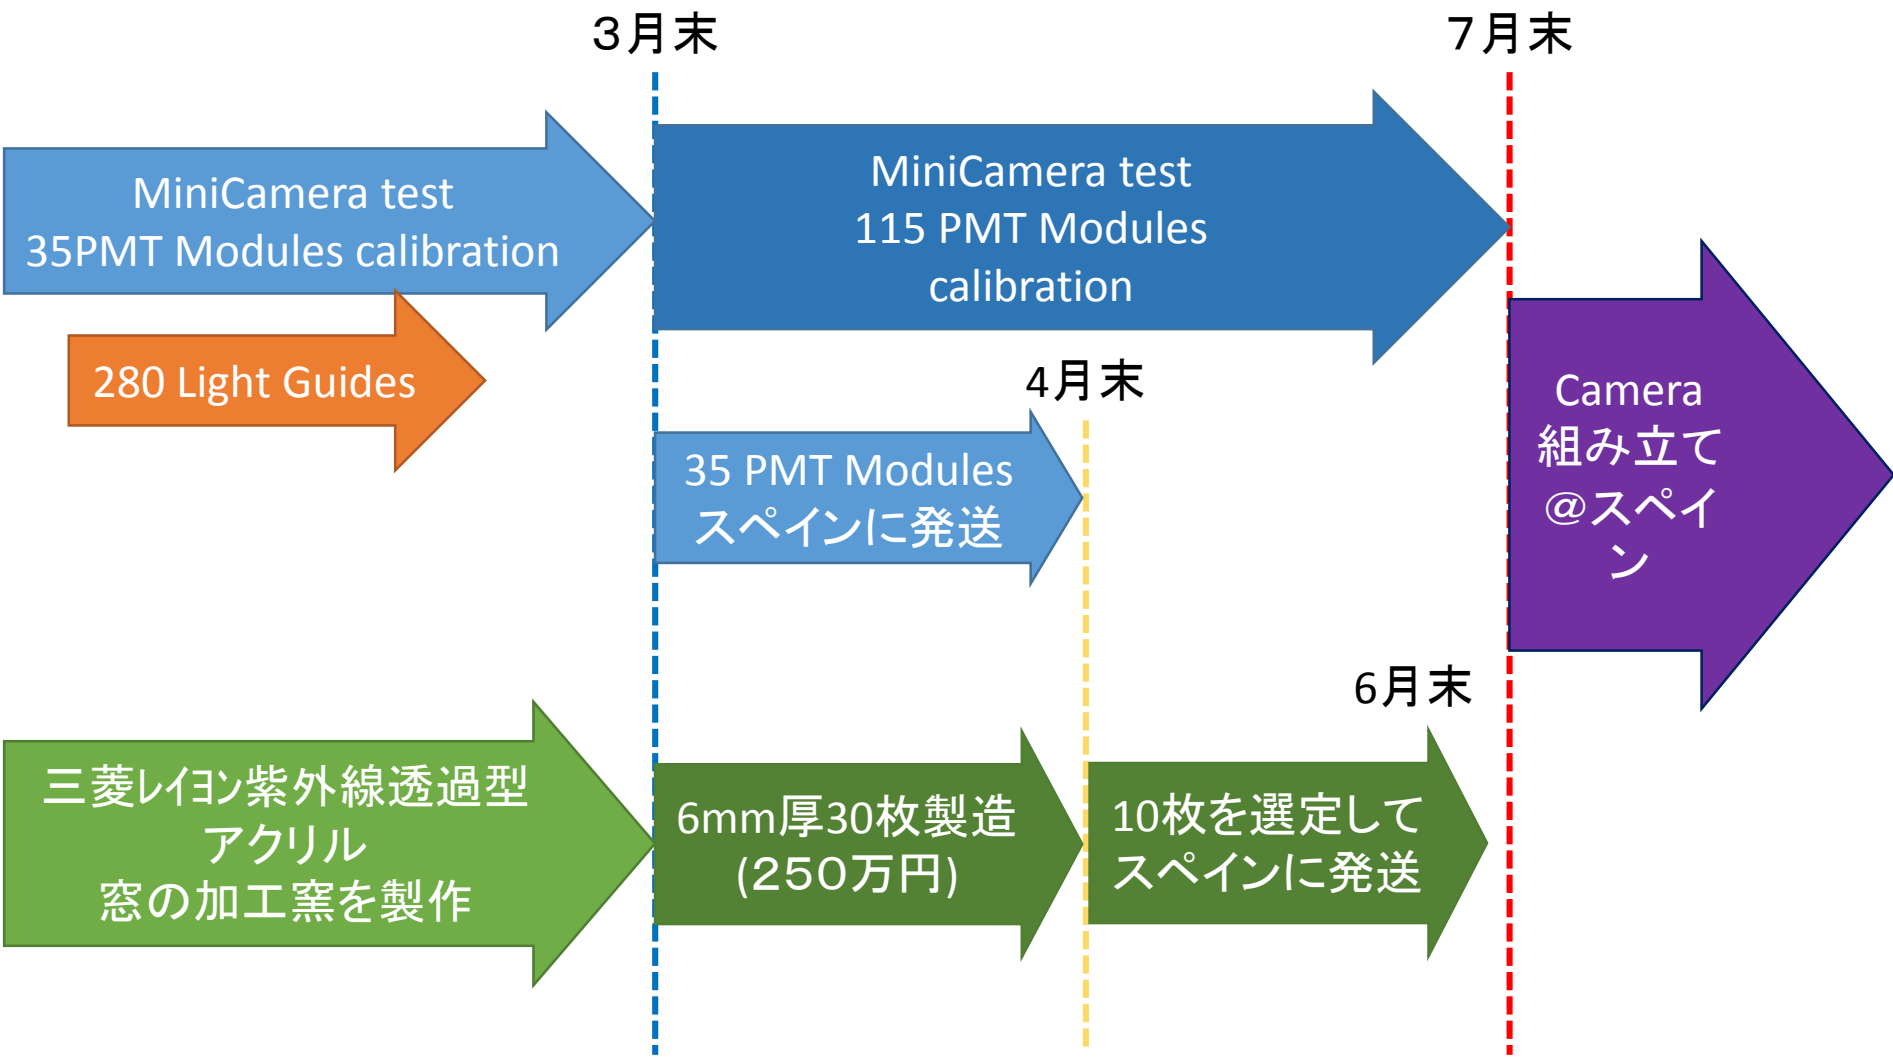 ３月末
７月末
MiniCamera test
35PMT Modules calibration
MiniCamera test
115 PMT Modules
calibration
280 Light Guides
4月末
35 PMT Modules
スペインに発送
Camera
組み立て
＠スペイ
ン
6月末
三菱ﾚｲﾖﾝ紫外線透過型
アクリル
窓の加工窯を製作
6mm厚30枚製造
(２５０万円)
10枚を選定して
スペインに発送